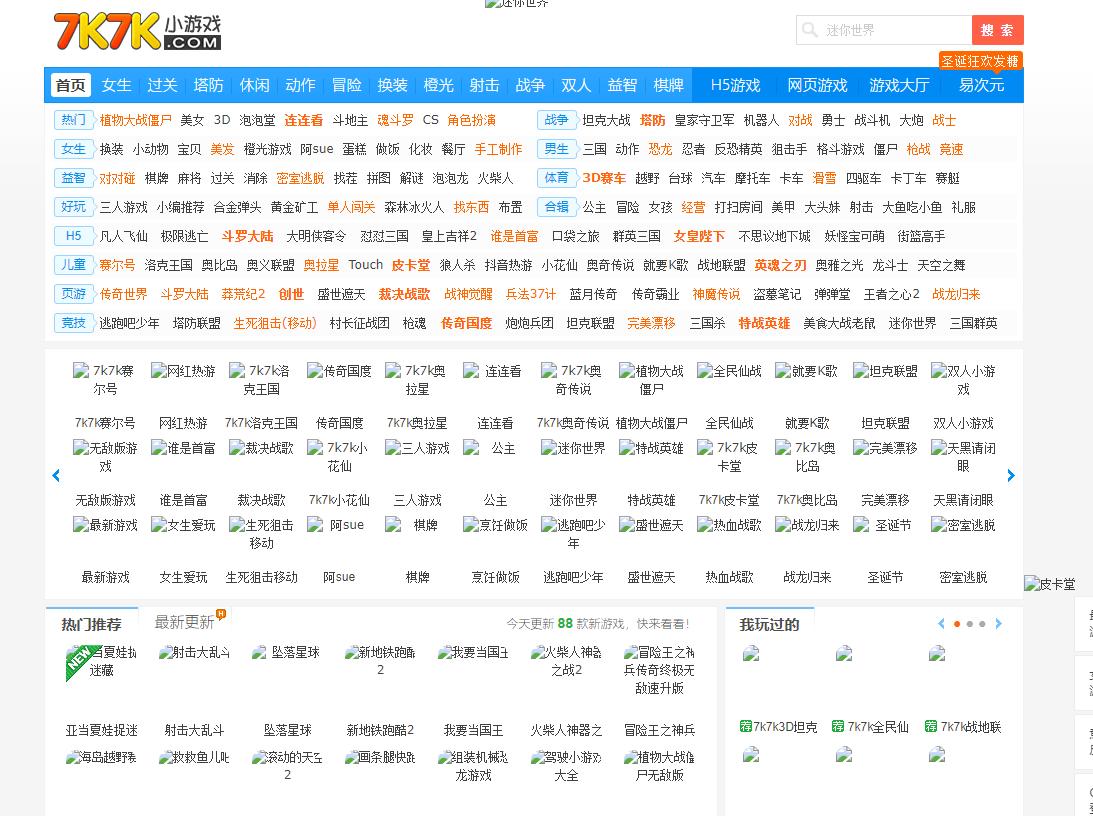 迷你世界
7K7K小游戏.COM
迷你世界 搜 索
圣诞狂欢发糖
首页 女生 过关 塔防 休闲 动作 冒险 换装 橙光 射击 战争 双人 益智 棋牌 H5游戏 网页游戏 游戏大厅 易次元
热门 植物大战僵尸 美女 3D 泡泡堂 连连看 斗地主 魂斗罗 CS 角色扮演 战争 坦克大战 塔防 皇家守卫军 机器人 对战 勇士 战斗机 大炮 战士
女生 换装 小动物 宝贝 美发 橙光游戏 阿sue 蛋糕 做饭 化妆 餐厅 手工制作 男生 三国 动作 恐龙 忍者 反恐精英 狙击手 格斗游戏 僵尸 枪战 竞速
益智 对对碰 棋牌 麻将 过关 消除 密室逃脱 找茬 拼图 解谜 泡泡龙 火柴人 体育 3D赛车 越野 台球 汽车 摩托车 卡车 滑雪 四驱车 卡丁车 赛艇
好玩 三人游戏 小编推荐 合金弹头 黄金矿工 单人闯关 森林冰火人 找东西 布置 合辑 公主 冒险 女孩 经营 打扫房间 美甲 大头妹 射击 大鱼吃小鱼 礼服
H5 凡人飞仙 极限逃亡 斗罗大陆 大明侠客令 怼怼三国 皇上吉祥2 谁是首富 口袋之旅 群英三国 女皇陛下 不思议地下城 妖怪宝可萌 街篮高手
儿童 赛尔号 洛克王国 奥比岛 奥义联盟 奥拉星 Touch 皮卡堂 狼人杀 抖音热游 小花仙 奥奇传说 就要K歌 战地联盟 英魂之刃 奥雅之光 龙斗士 天空之舞
页游 传奇世界 斗罗大陆 莽荒纪2 创世 盛世遮天 裁决战歌 战神觉醒 兵法37计 蓝月传奇 传奇霸业 神魔传说 盗墓笔记 弹弹堂 王者之心2 战龙归来
竞技 逃跑吧少年 塔防联盟 生死狙击(移动) 村长征战团 枪魂 传奇国度 炮炮兵团 坦克联盟 完美漂移 三国杀 特战英雄 美食大战老鼠 迷你世界 三国群英
7k7k赛 网红热游 7k7k洛 传奇国度 7k7k奥 连连看 7k7k奥 植物大战 全民仙战 就要K歌 坦克联盟 双人小游
尔号 克王国 拉星 奇传说 僵尸 戏
7k7k赛尔号 网红热游 7k7k洛克王国 传奇国度 7k7k奥拉星 连连看 7k7k奥奇传说 植物大战僵尸 全民仙战 就要K歌 坦克联盟 双人小游戏
无敌版游 谁是首富 裁决战歌 7k7k小 三人游戏 公主 迷你世界 特战英雄 7k7k皮 7k7k奥 完美漂移 天黑请闭
戏 花仙 卡堂 比岛 眼
无敌版游戏 谁是首富 裁决战歌 7k7k小花仙 三人游戏 公主 迷你世界 特战英雄 7k7k皮卡堂 7k7k奥比岛 完美漂移 天黑请闭眼
最新游戏 女生爱玩 生死狙击 阿sue 棋牌 烹饪做饭 逃跑吧少 盛世遮天 热血战歌 战龙归来 圣诞节 密室逃脱
移动 年
最新游戏 女生爱玩 生死狙击移动 阿sue 棋牌 烹饪做饭 逃跑吧少年 盛世遮天 热血战歌 战龙归来 圣诞节 密室逃脱
皮卡堂
热门推荐 最新更新 H 今天更新 88 款新游戏，快来看看！ 我玩过的
NEW 当夏娃捉 射击大乱斗 坠落星球 新地铁跑酷 我要当国王 火柴人神器 冒险王之神
迷藏 2 之战2 兵传奇终极无
敌速升版
亚当夏娃捉迷 射击大乱斗 坠落星球 新地铁跑酷2 我要当国王 火柴人神器之 冒险王之神兵 荐 7k7k3D坦克 荐 7k7k全民仙 荐 7k7k战地联
海岛越野赛 救救鱼儿吧 滚动的天空 画条腿快跑 组装机械恐 驾驶小游戏 植物大战僵
2 龙游戏 大全 尸无敌版